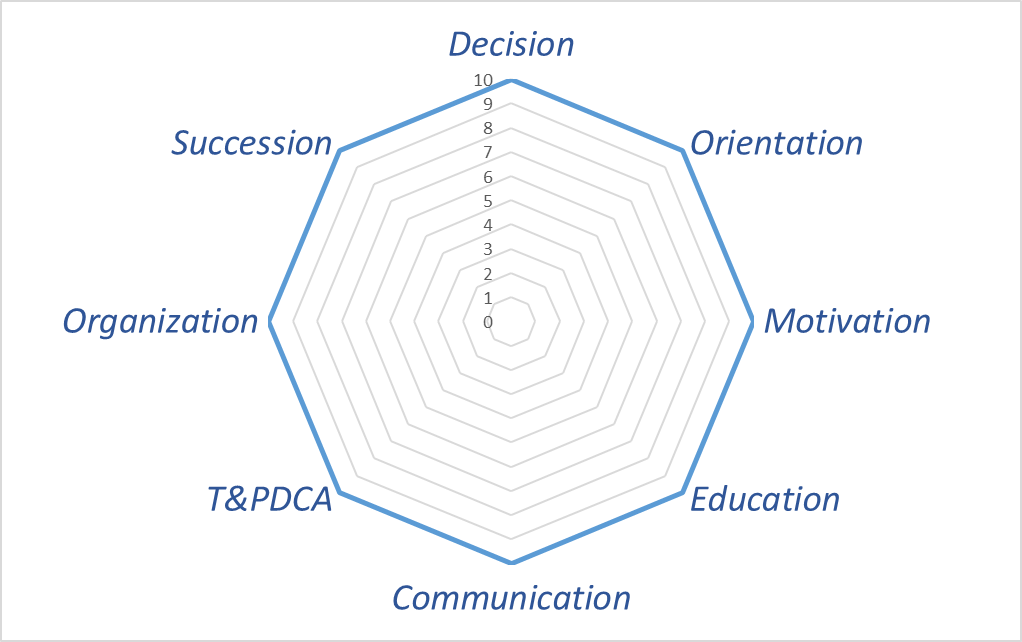 Decision
10
9
8
7
6
5
4
3
2
1
0
Succession
Orientation
Organization
Motivation
T&PDCA
Education
Communication